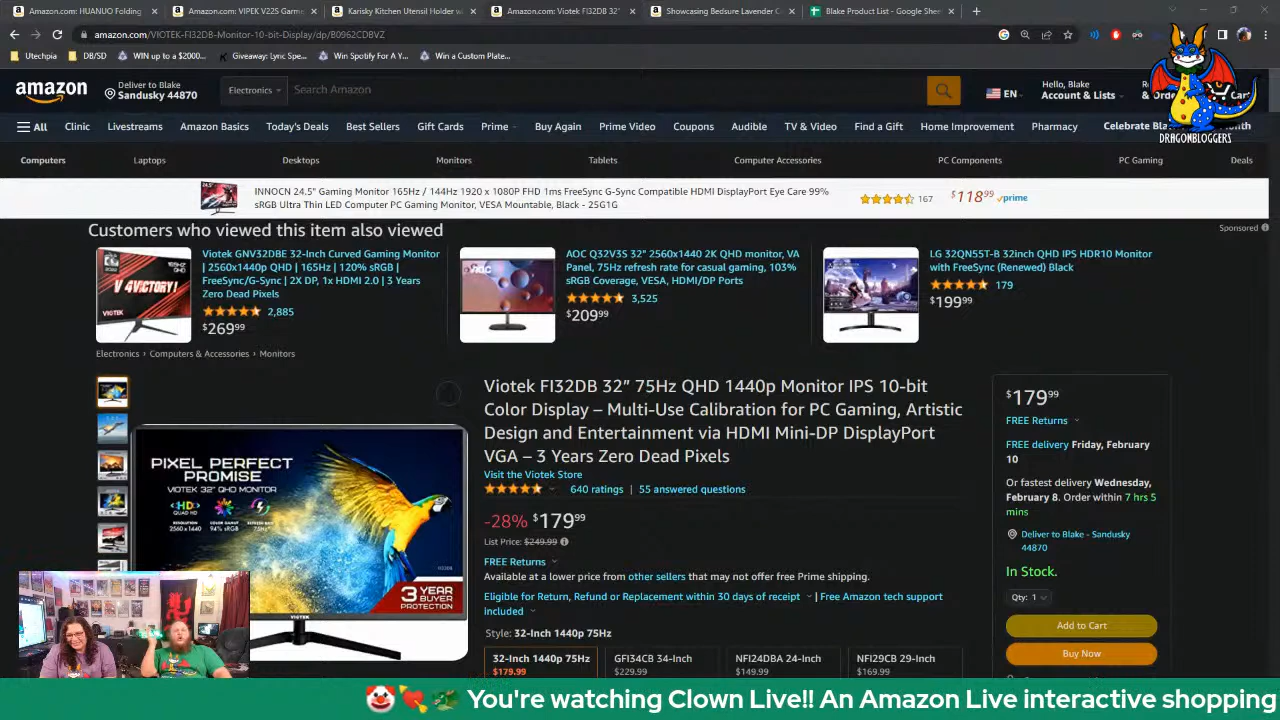 Amazon.com: HUANUO Folding
Amazon.com: VIPEK V22S Garme
Karisky Kitchen Utensil Holder w
Amazon.com: Viotek FI32DB 32"
Showcasing Bedsure Lavender C
Blake Product List - Google Shee
amazon.com/VIOTEK-FI32DB-Monitor-10-bit-Display/dp/B0962CDBVZ
Utechpia
DB/SD
WIN up to a $2000...
Giveaway: Lyric Spe...
Win Spotify For A Y...
Win a Custom Plate...
amazon
Deliver to Blake
Sandusky 44870
Electronics
Search Amazon
EN
Hello, Blake
Account & Lists
& Orde
Cart
All
Clinic
Livestreams
Amazon Basics
Today's Deals
Best Sellers
Gift Cards
Prime
Buy Again
Prime Video
Coupons
Audible
TV & Video
Find a Gift
Home Improvement
Pharmacy
DRAGONBLOGGERS
Computers
Laptops
Desktops
Monitors
Tablets
Computer Accessories
PC Components
PC Gaming
Deals
INNOCN 24.5" Gaming Monitor 165Hz / 144Hz 1920 x 1080P FHD 1ms FreeSync G-Sync Compatible HDMI DisplayPort Eye Care 99%
sRGB Ultra Thin LED Computer PC Gaming Monitor, VESA Mountable, Black - 25G1G
167
$118.99 prime
Customers who viewed this item also viewed
Sponsored
Viotek GNV32DBE 32-Inch Curved Gaming
Monitor
| 2560x1440p QHD | 165Hz | 120% sRGB |
FreeSync/G-Sync | 2X DP, 1x HDMI 2.0 | 3 Years
Zero Dead Pixels
2,885
$269.99
V 4VICTORY!
VIOTEK
AOC Q32V3S 32" 2560x1440 2K QHD monitor, VA
Panel, 75Hz refresh rate for casual gaming, 103%
sRGB Coverage, VESA, HDMI/DP Ports
3,525
$209.99
LG 32QN55T-B 32inch QHD IPS HDR10 Monitor
with FreeSync (Renewed) Black
179
$199.99
Electronics › Computers & Accessories › Monitors
Viotek FI32DB 32" 75Hz QHD 1440p Monitor IPS 10-bit
Color Display – Multi-Use Calibration for PC Gaming, Artistic
Design and Entertainment via HDMI Mini-DP DisplayPort
VGA – 3 Years Zero Dead Pixels
Visit the Viotek Store
640 ratings | 55 answered questions
-28% $179.99
List Price: $249.99
FREE Returns
Available at a lower price from other sellers that may not offer free Prime shipping.
Eligible for Return, Refund or Replacement within 30 days of receipt | Free Amazon tech support
included
Style: 32-Inch 1440p 75Hz
32-Inch 1440p 75Hz
$179.99
GFI34CB 34-Inch
$229.99
NFI24DBA 24-Inch
$149.99
NFI29CB 29-Inch
$169.99
PIXEL PERFECT
PROMISE
VIOTEK 32" QHD MONITOR
HD
QUAD HD
RESOLUTION
2560 x 1440
COLOR GAMUT
94% sRGB
75Hz
3 YEAR
BUYER
PROTECTION
VIOTEK
$179.99
FREE Returns
FREE delivery Friday, February
10
Or fastest delivery Wednesday,
February 8. Order within 7 hrs 5
mins
Deliver to Blake - Sandusky
44870
In Stock.
Qty: 1
Add to Cart
Buy Now
You're watching Clown Live!! An Amazon Live interactive shopping